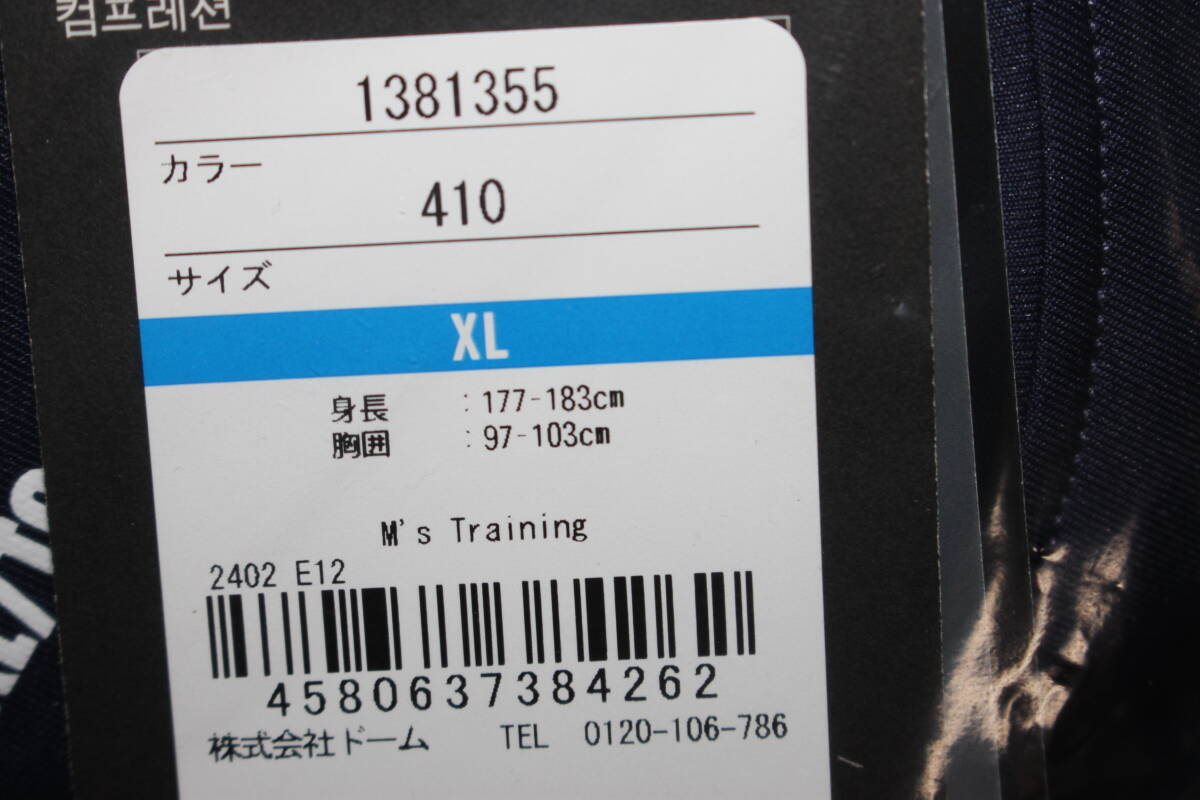 컴프레션
1381355
カラー
410
サイズ
XL
身長 : 177-183cm
胸囲 : 97-103cm
M's Training
2402 E12
4580637384262
株式会社ドーム TEL 0120-106-786